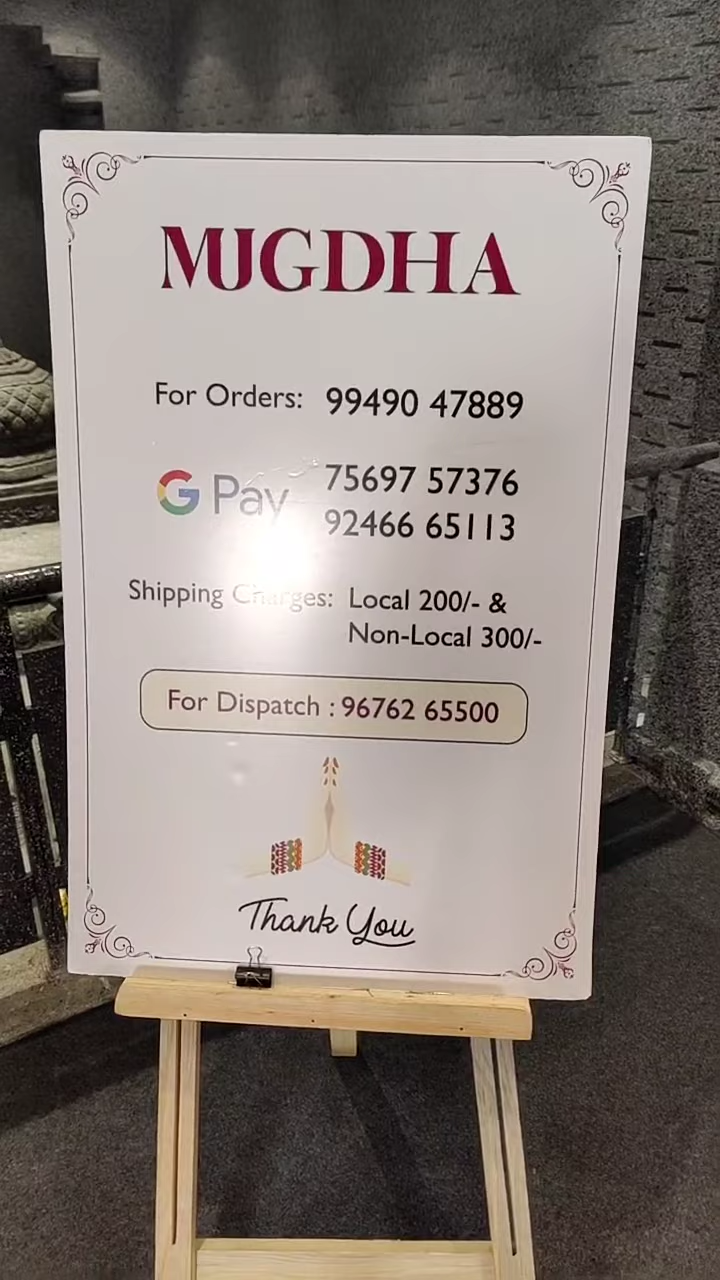 MUGDHA
For Orders: 99490 47889
G Pay 75697 57376
92466 65113
Shipping Charges: Local 200/- &
Non-Local 300/-
For Dispatch : 96762 65500
Thank You